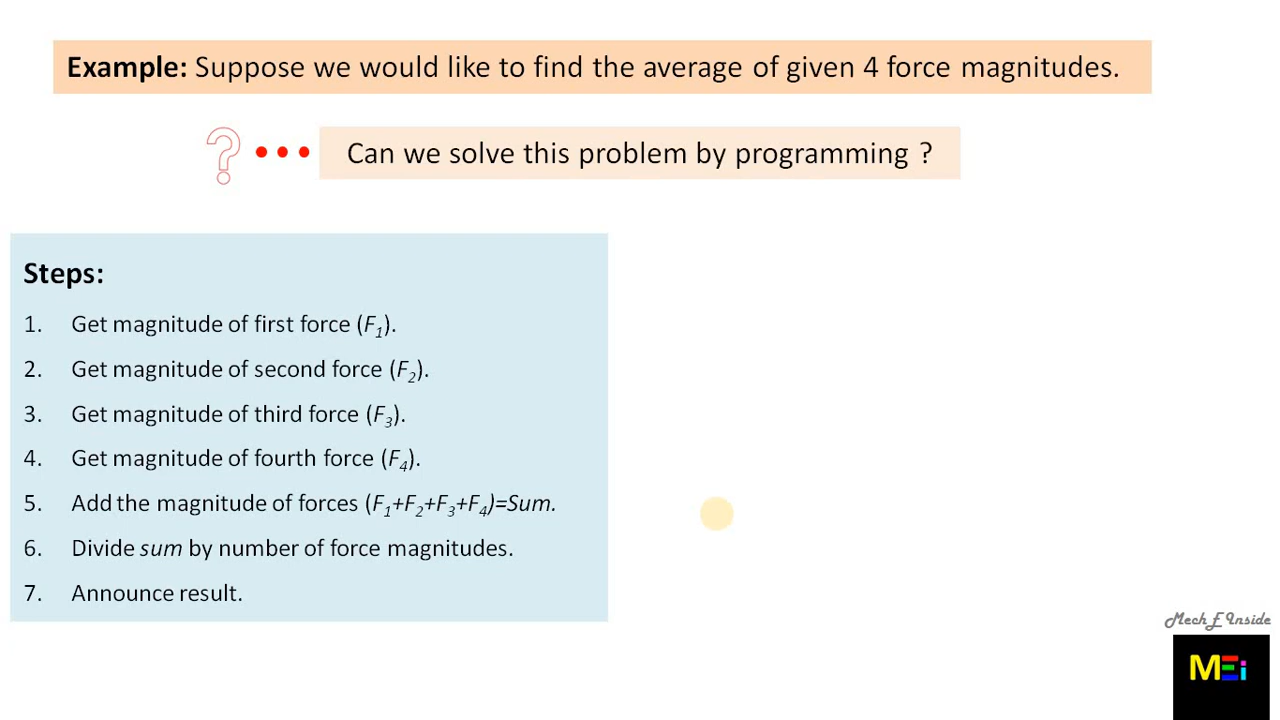 Example: Suppose we would like to find the average of given 4 force magnitudes.
? ••• Can we solve this problem by programming ?
Steps:
1. Get magnitude of first force (F₁).
2. Get magnitude of second force (F₂).
3. Get magnitude of third force (F₃).
4. Get magnitude of fourth force (F₄).
5. Add the magnitude of forces (F₁+F₂+F₃+F₄)=Sum.
6. Divide sum by number of force magnitudes.
7. Announce result.
Mech E Inside
MEi